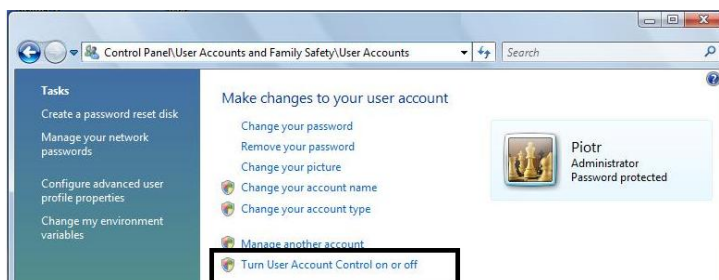 Control Panel\User Accounts and Family Safety\User Accounts
Search
Tasks
Create a password reset disk
Manage your network
passwords
Configure advanced user
profile properties
Change my environment
variables
Make changes to your user account
Change your password
Remove your password
Change your picture
Change your account name
Change your account type
Manage another account
Turn User Account Control on or off
Piotr
Administrator
Password protected